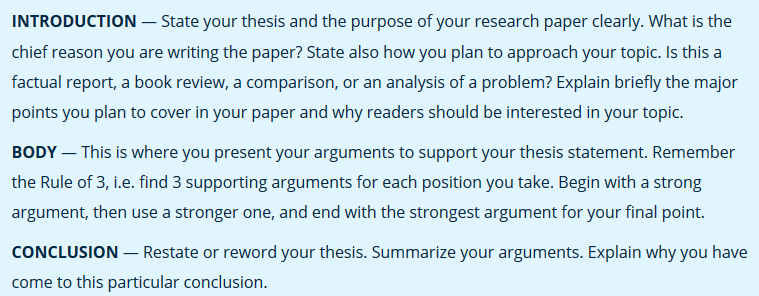 INTRODUCTION — State your thesis and the purpose of your research paper clearly. What is the
chief reason you are writing the paper? State also how you plan to approach your topic. Is this a
factual report, a book review, a comparison, or an analysis of a problem? Explain briefly the major
points you plan to cover in your paper and why readers should be interested in your topic.
BODY — This is where you present your arguments to support your thesis statement. Remember
the Rule of 3, i.e. find 3 supporting arguments for each position you take. Begin with a strong
argument, then use a stronger one, and end with the strongest argument for your final point.
CONCLUSION — Restate or reword your thesis. Summarize your arguments. Explain why you have
come to this particular conclusion.